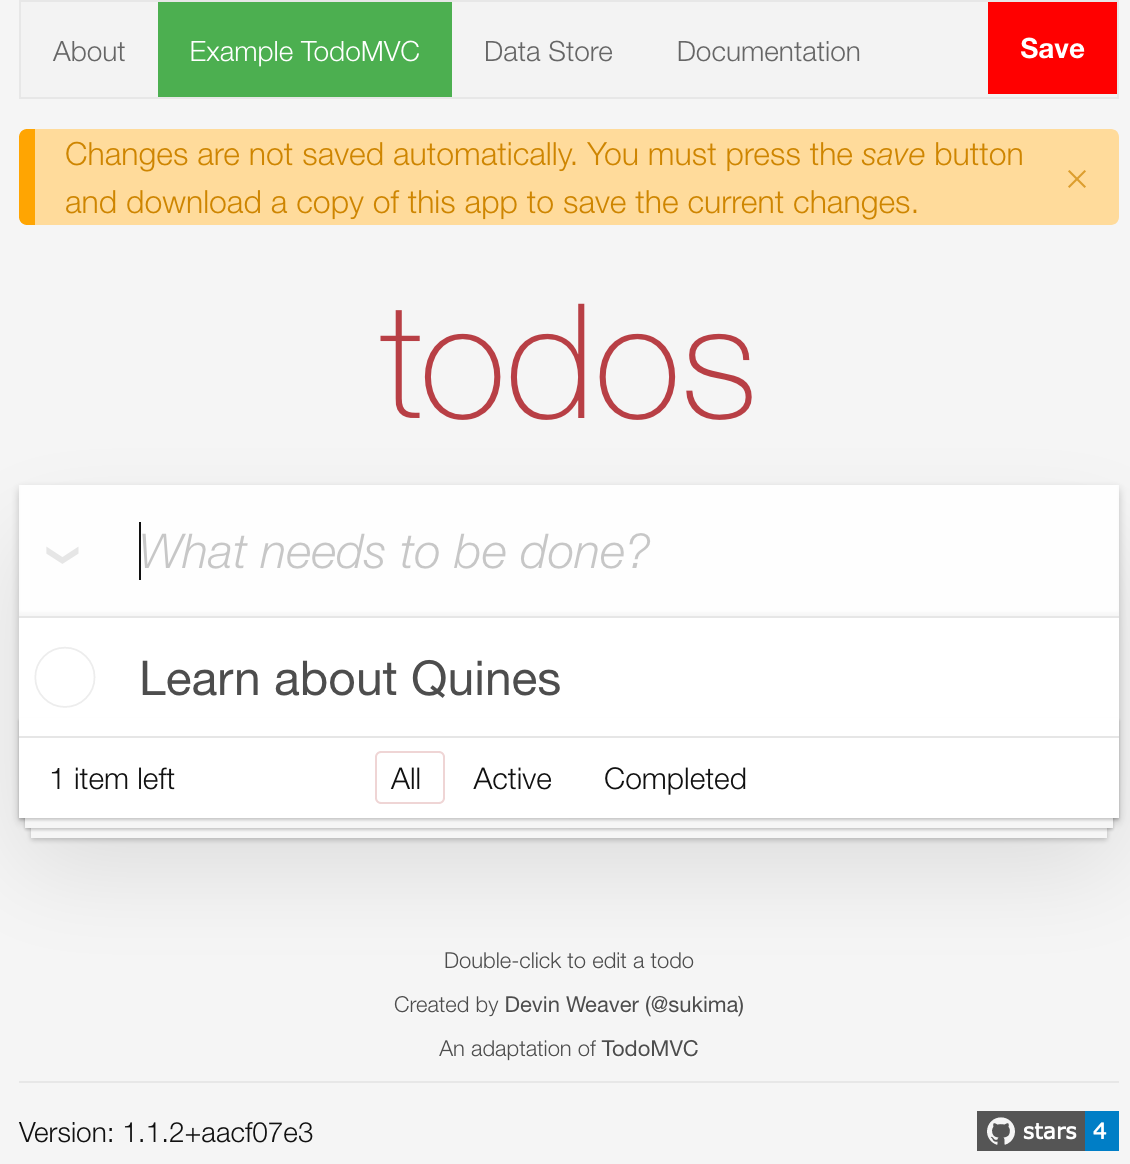 About Example TodoMVC Data Store Documentation Save
Changes are not saved automatically. You must press the save button
and download a copy of this app to save the current changes.
todos
What needs to be done?
Learn about Quines
1 item left All Active Completed
Double-click to edit a todo
Created by Devin Weaver (@sukima)
An adaptation of TodoMVC
Version: 1.1.2+aacf07e3 stars 4